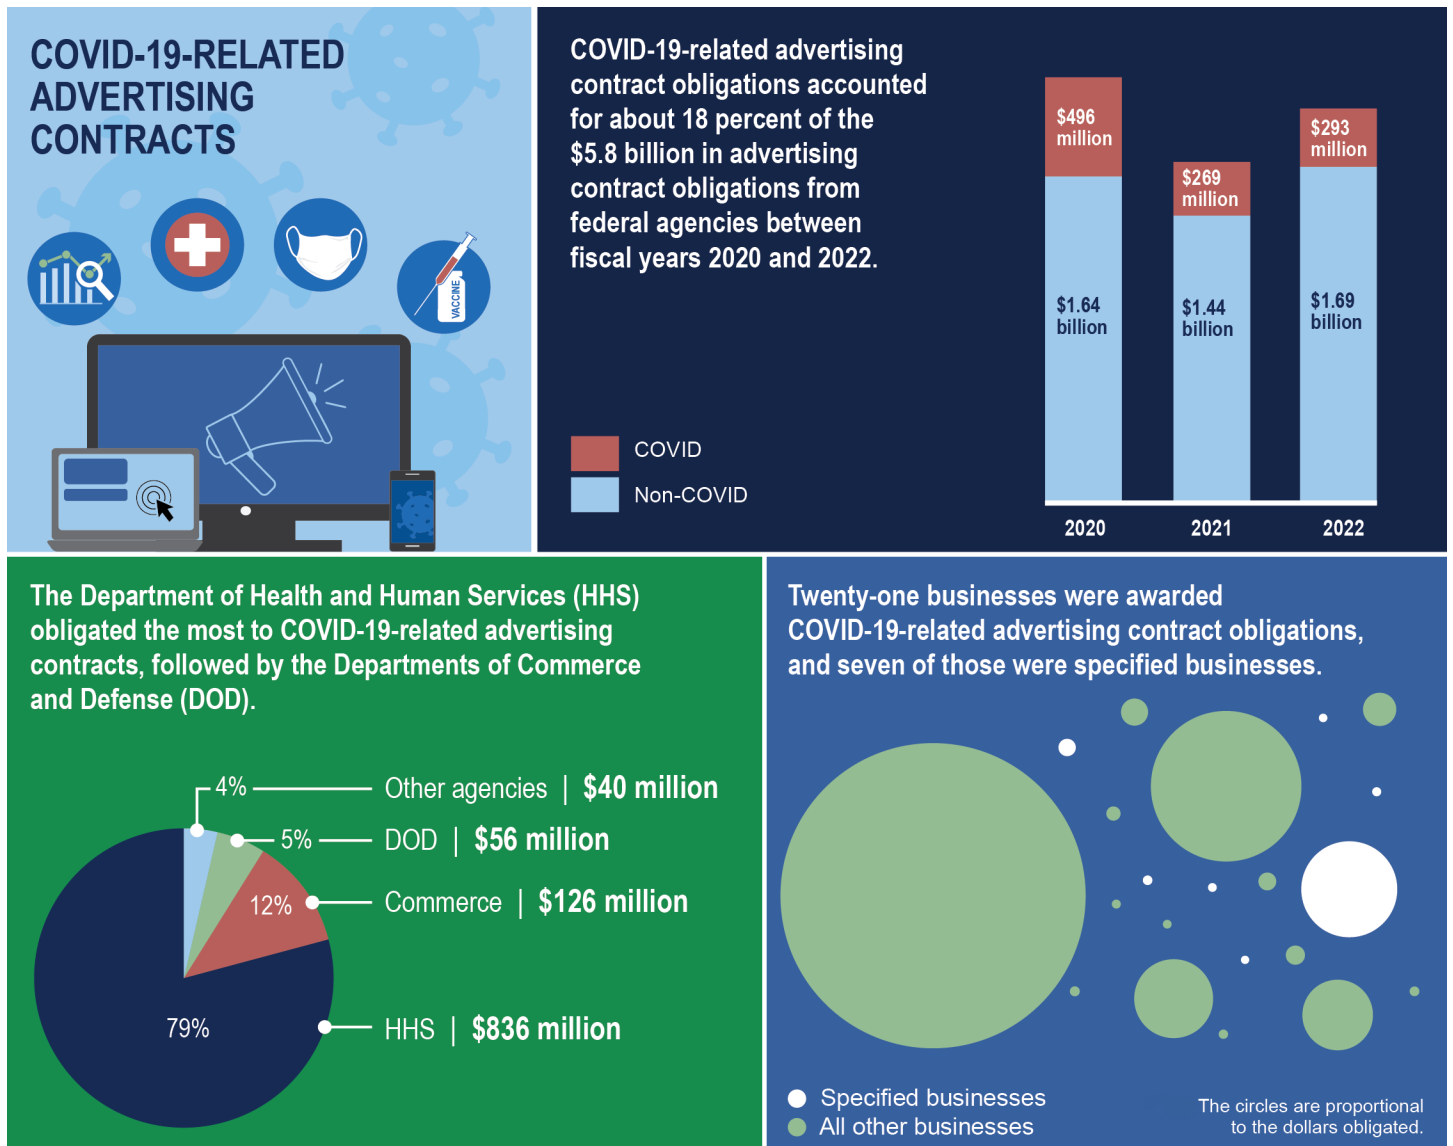 COVID-19-RELATED
ADVERTISING
CONTRACTS
VACCINE
COVID-19-related advertising
contract obligations accounted
for about 18 percent of the
$5.8 billion in advertising
contract obligations from
federal agencies between
fiscal years 2020 and 2022.
COVID
Non-COVID
$496
million
$1.64
billion
2020
$269
million
$1.44
billion
2021
$293
million
$1.69
billion
2022
The Department of Health and Human Services (HHS)
obligated the most to COVID-19-related advertising
contracts, followed by the Departments of Commerce
and Defense (DOD).
4% Other agencies | $40 million
5% DOD | $56 million
12% Commerce | $126 million
79% HHS | $836 million
Twenty-one businesses were awarded
COVID-19-related advertising contract obligations,
and seven of those were specified businesses.
Specified businesses
All other businesses
The circles are proportional
to the dollars obligated.